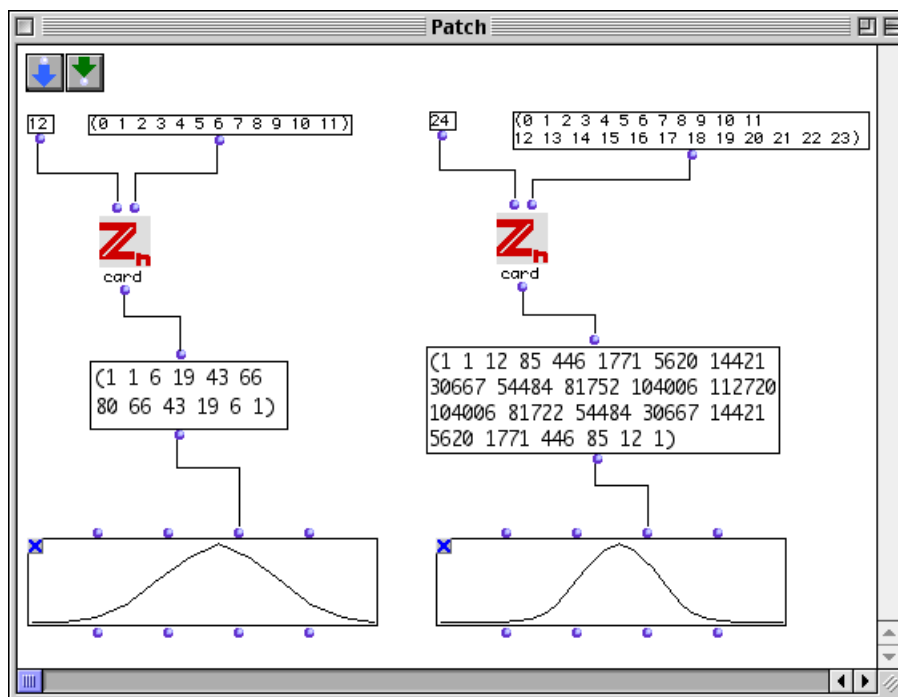 Patch
12
(0 1 2 3 4 5 6 7 8 9 10 11)
24
(0 1 2 3 4 5 6 7 8 9 10 11
12 13 14 15 16 17 18 19 20 21 22 23)
Zn
card
Zn
card
(1 1 6 19 43 66
80 66 43 19 6 1)
(1 1 12 85 446 1771 5620 14421
30667 54484 81752 104006 112720
104006 81722 54484 30667 14421
5620 1771 446 85 12 1)